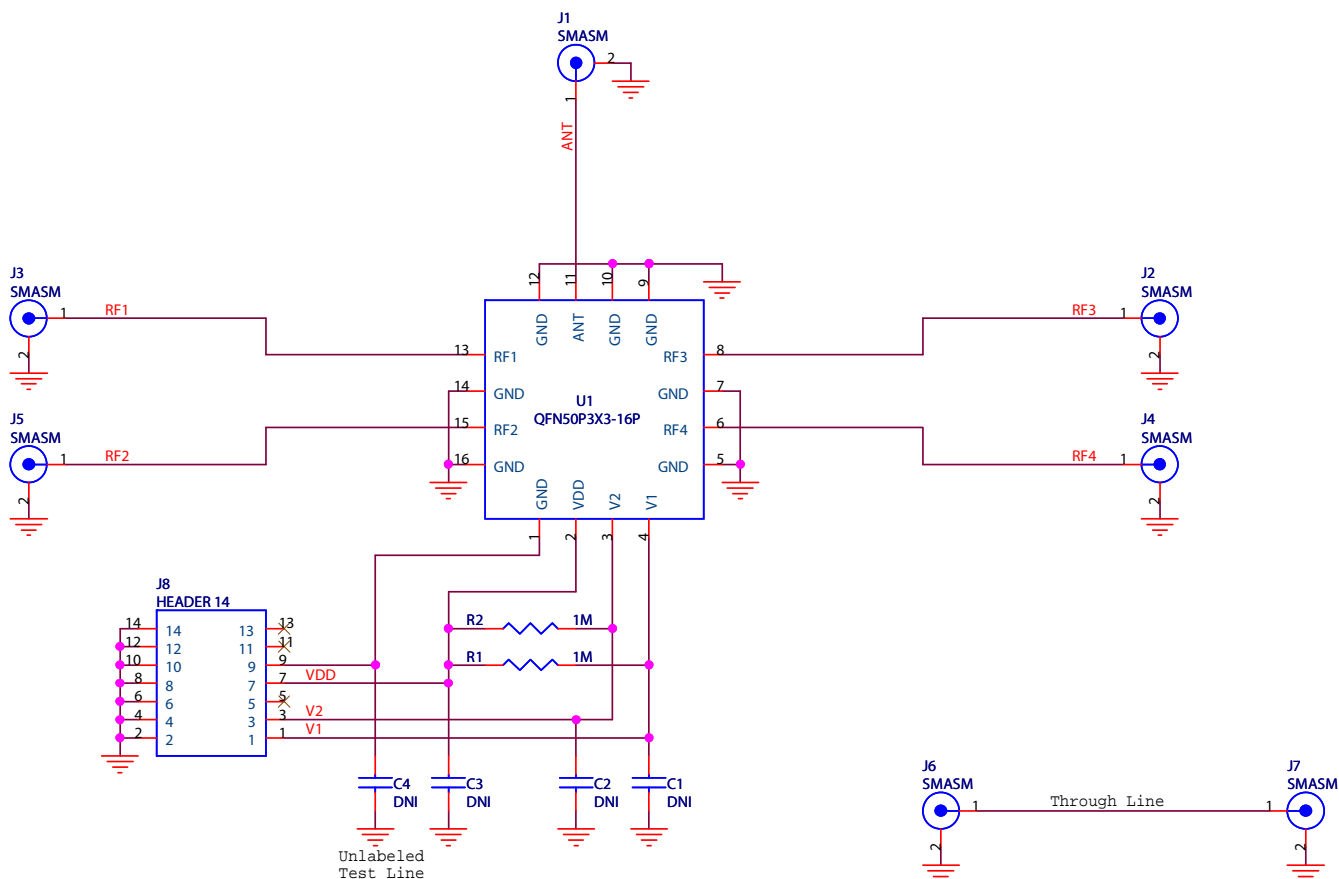 J1
SMASM
2
1
ANT
J3
SMASM
1
RF1
2
J2
SMASM
RF3
1
2
12
11
10
9
GND
ANT
GND
GND
13
RF1
RF3
8
14
GND
GND
7
U1
QFN50P3X3-16P
15
RF2
RF4
6
16
GND
GND
5
GND
VDD
V2
V1
1
2
3
4
J5
SMASM
1
RF2
2
J4
SMASM
RF4
1
2
J8
HEADER 14
14
14
13
13
12
12
11
11
10
10
9
9
8
8
7
7
VDD
6
6
5
5
4
4
3
3
V2
2
2
1
1
V1
R2
1M
R1
1M
C4
DNI
C3
DNI
C2
DNI
C1
DNI
Unlabeled
Test Line
J6
SMASM
1
2
Through Line
J7
SMASM
1
2